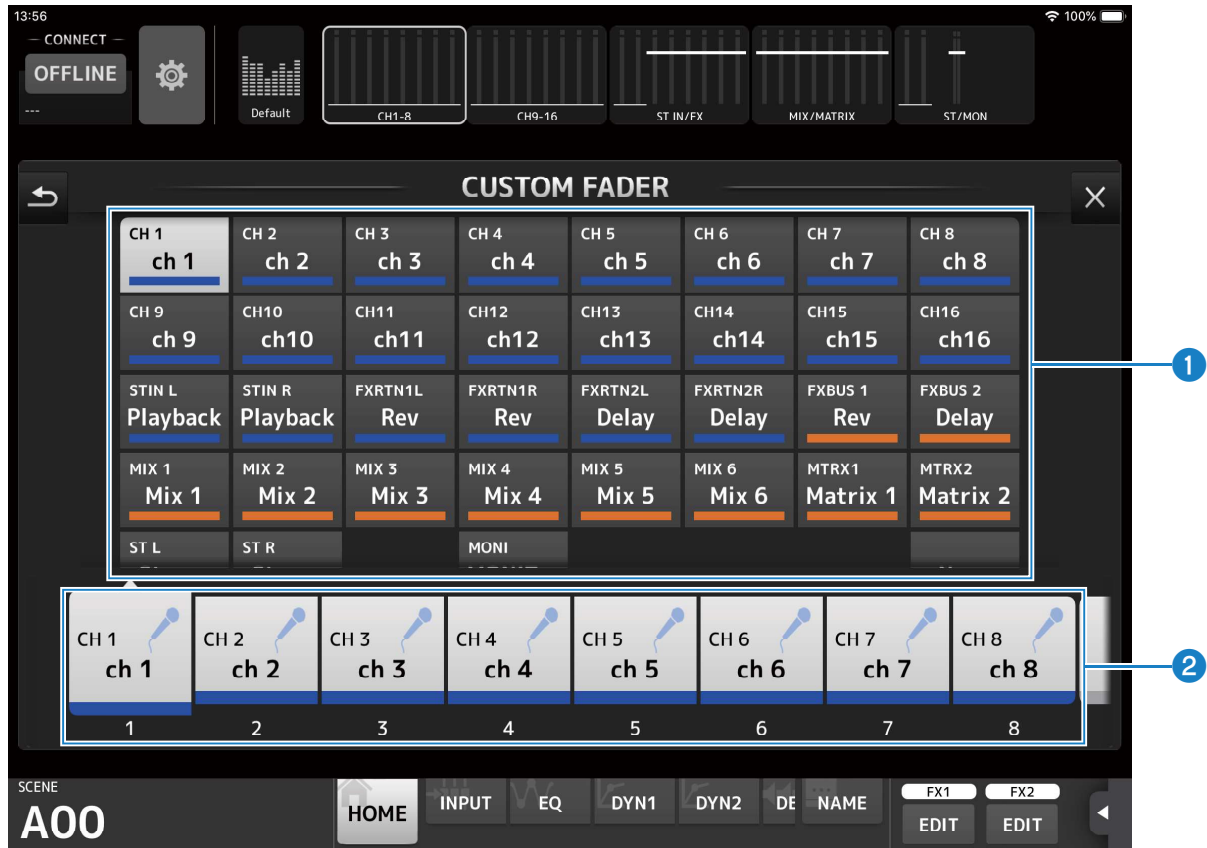 13:56
100%
CONNECT
OFFLINE
---
Default
CH1-8
CH9-16
ST IN/FX
MIX/MATRIX
ST/MON
CUSTOM FADER
CH 1 CH 2 CH 3 CH 4 CH 5 CH 6 CH 7 CH 8
ch 1 ch 2 ch 3 ch 4 ch 5 ch 6 ch 7 ch 8
CH 9 CH10 CH11 CH12 CH13 CH14 CH15 CH16
ch 9 ch10 ch11 ch12 ch13 ch14 ch15 ch16
1
STIN L STIN R FXRTN1L FXRTN1R FXRTN2L FXRTN2R FXBUS 1 FXBUS 2
Playback Playback Rev Rev Delay Delay Rev Delay
MIX 1 MIX 2 MIX 3 MIX 4 MIX 5 MIX 6 MTRX1 MTRX2
Mix 1 Mix 2 Mix 3 Mix 4 Mix 5 Mix 6 Matrix 1 Matrix 2
ST L ST R MONI
CH 1 CH 2 CH 3 CH 4 CH 5 CH 6 CH 7 CH 8
ch 1 ch 2 ch 3 ch 4 ch 5 ch 6 ch 7 ch 8
2
1 2 3 4 5 6 7 8
SCENE
A00
HOME INPUT EQ DYN1 DYN2 DE NAME
FX1 FX2
EDIT EDIT